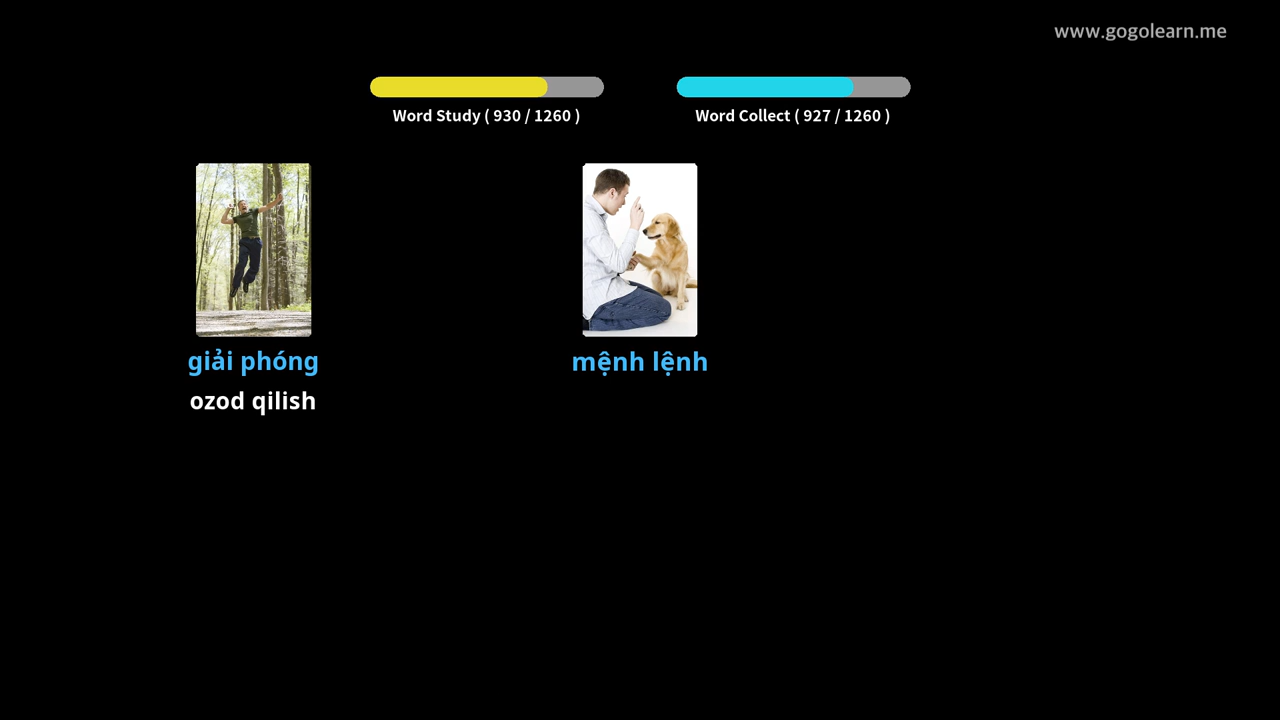 www.gogolearn.me
Word Study ( 930 / 1260 )
Word Collect ( 927 / 1260 )
giải phóng
mệnh lệnh
ozod qilish